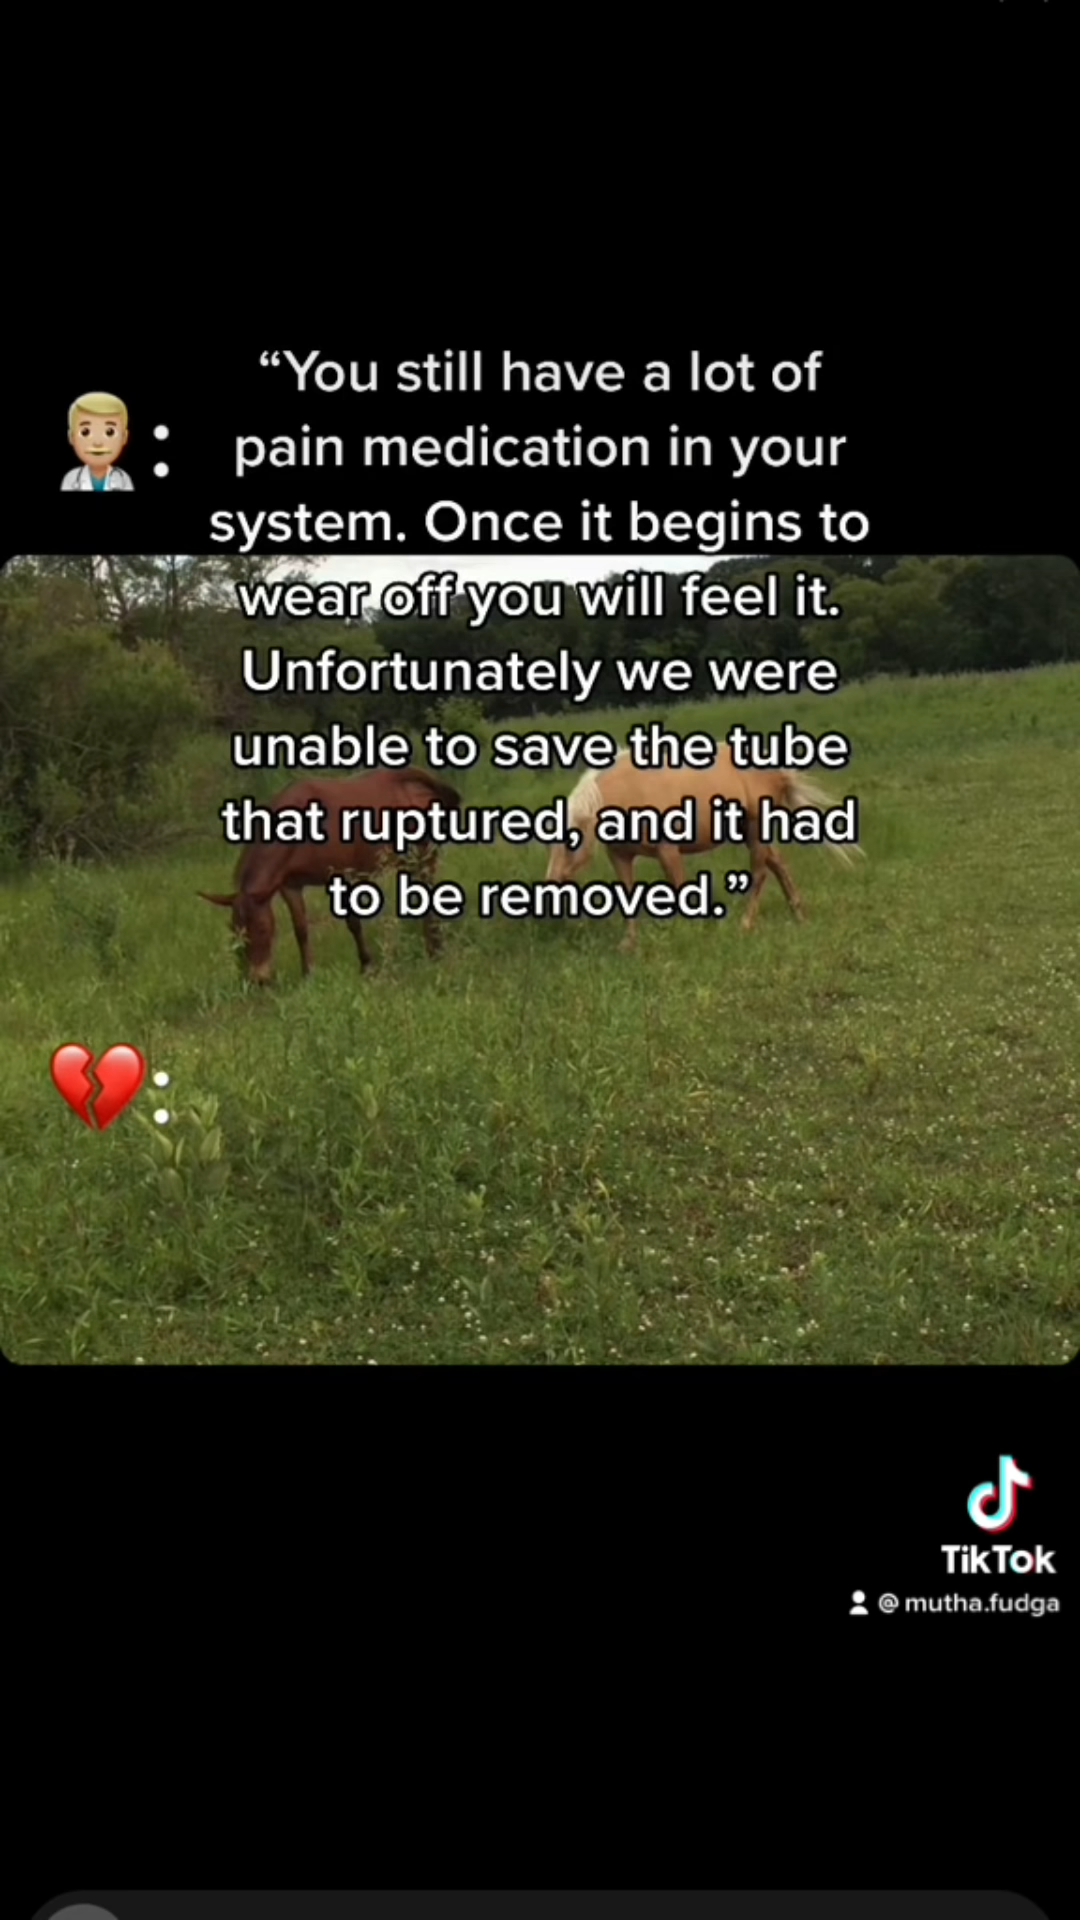 “You still have a lot of
pain medication in your
system. Once it begins to
wear off you will feel it.
Unfortunately we were
unable to save the tube
that ruptured, and it had
to be removed.”
:
:
TikTok
@mutha.fudga